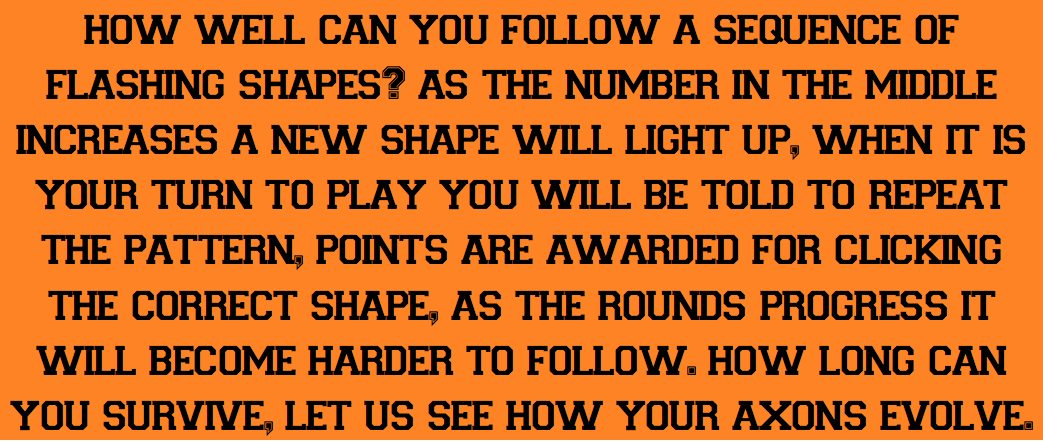 HOW WELL CAN YOU FOLLOW A SEQUENCE OF
FLASHING SHAPES? AS THE NUMBER IN THE MIDDLE
INCREASES A NEW SHAPE WILL LIGHT UP, WHEN IT IS
YOUR TURN TO PLAY YOU WILL BE TOLD TO REPEAT
THE PATTERN, POINTS ARE AWARDED FOR CLICKING
THE CORRECT SHAPE, AS THE ROUNDS PROGRESS IT
WILL BECOME HARDER TO FOLLOW. HOW LONG CAN
YOU SURVIVE, LET US SEE HOW YOUR AXONS EVOLVE.